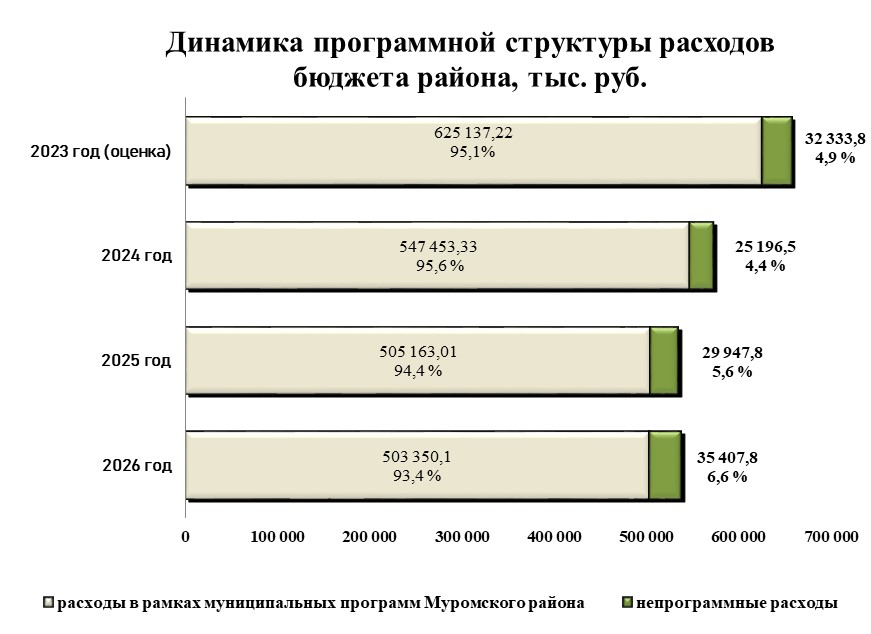 Динамика программной структуры расходов
бюджета района, тыс. руб.
2023 год (оценка)
625 137,22
95,1%
32 333,8
4,9 %
2024 год
547 453,33
95,6 %
25 196,5
4,4 %
2025 год
505 163,01
94,4 %
29 947,8
5,6 %
2026 год
503 350,1
93,4 %
35 407,8
6,6 %
0 100 000 200 000 300 000 400 000 500 000 600 000 700 000
расходы в рамках муниципальных программ Муромского района непрограммные расходы